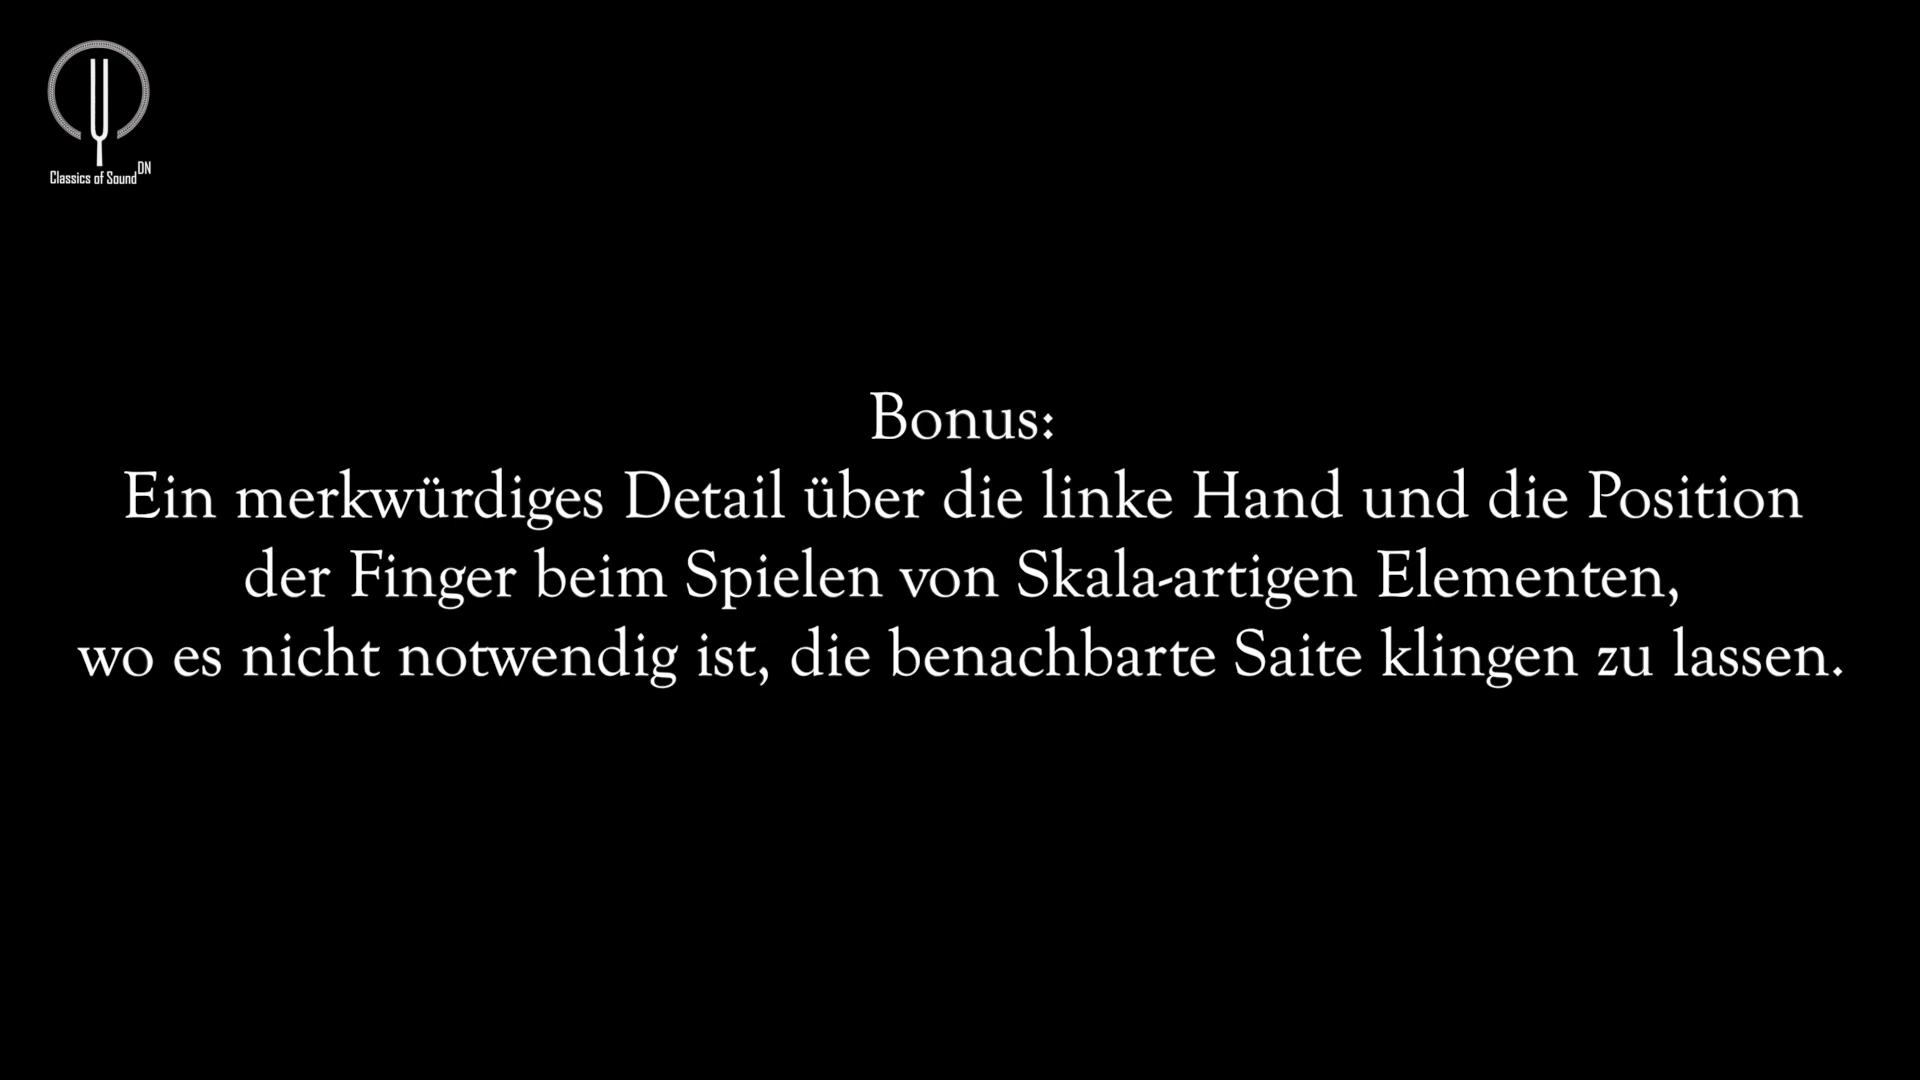 Classics of Sound DN
Bonus:
Ein merkwürdiges Detail über die linke Hand und die Position
der Finger beim Spielen von Skala-artigen Elementen,
wo es nicht notwendig ist, die benachbarte Saite klingen zu lassen.